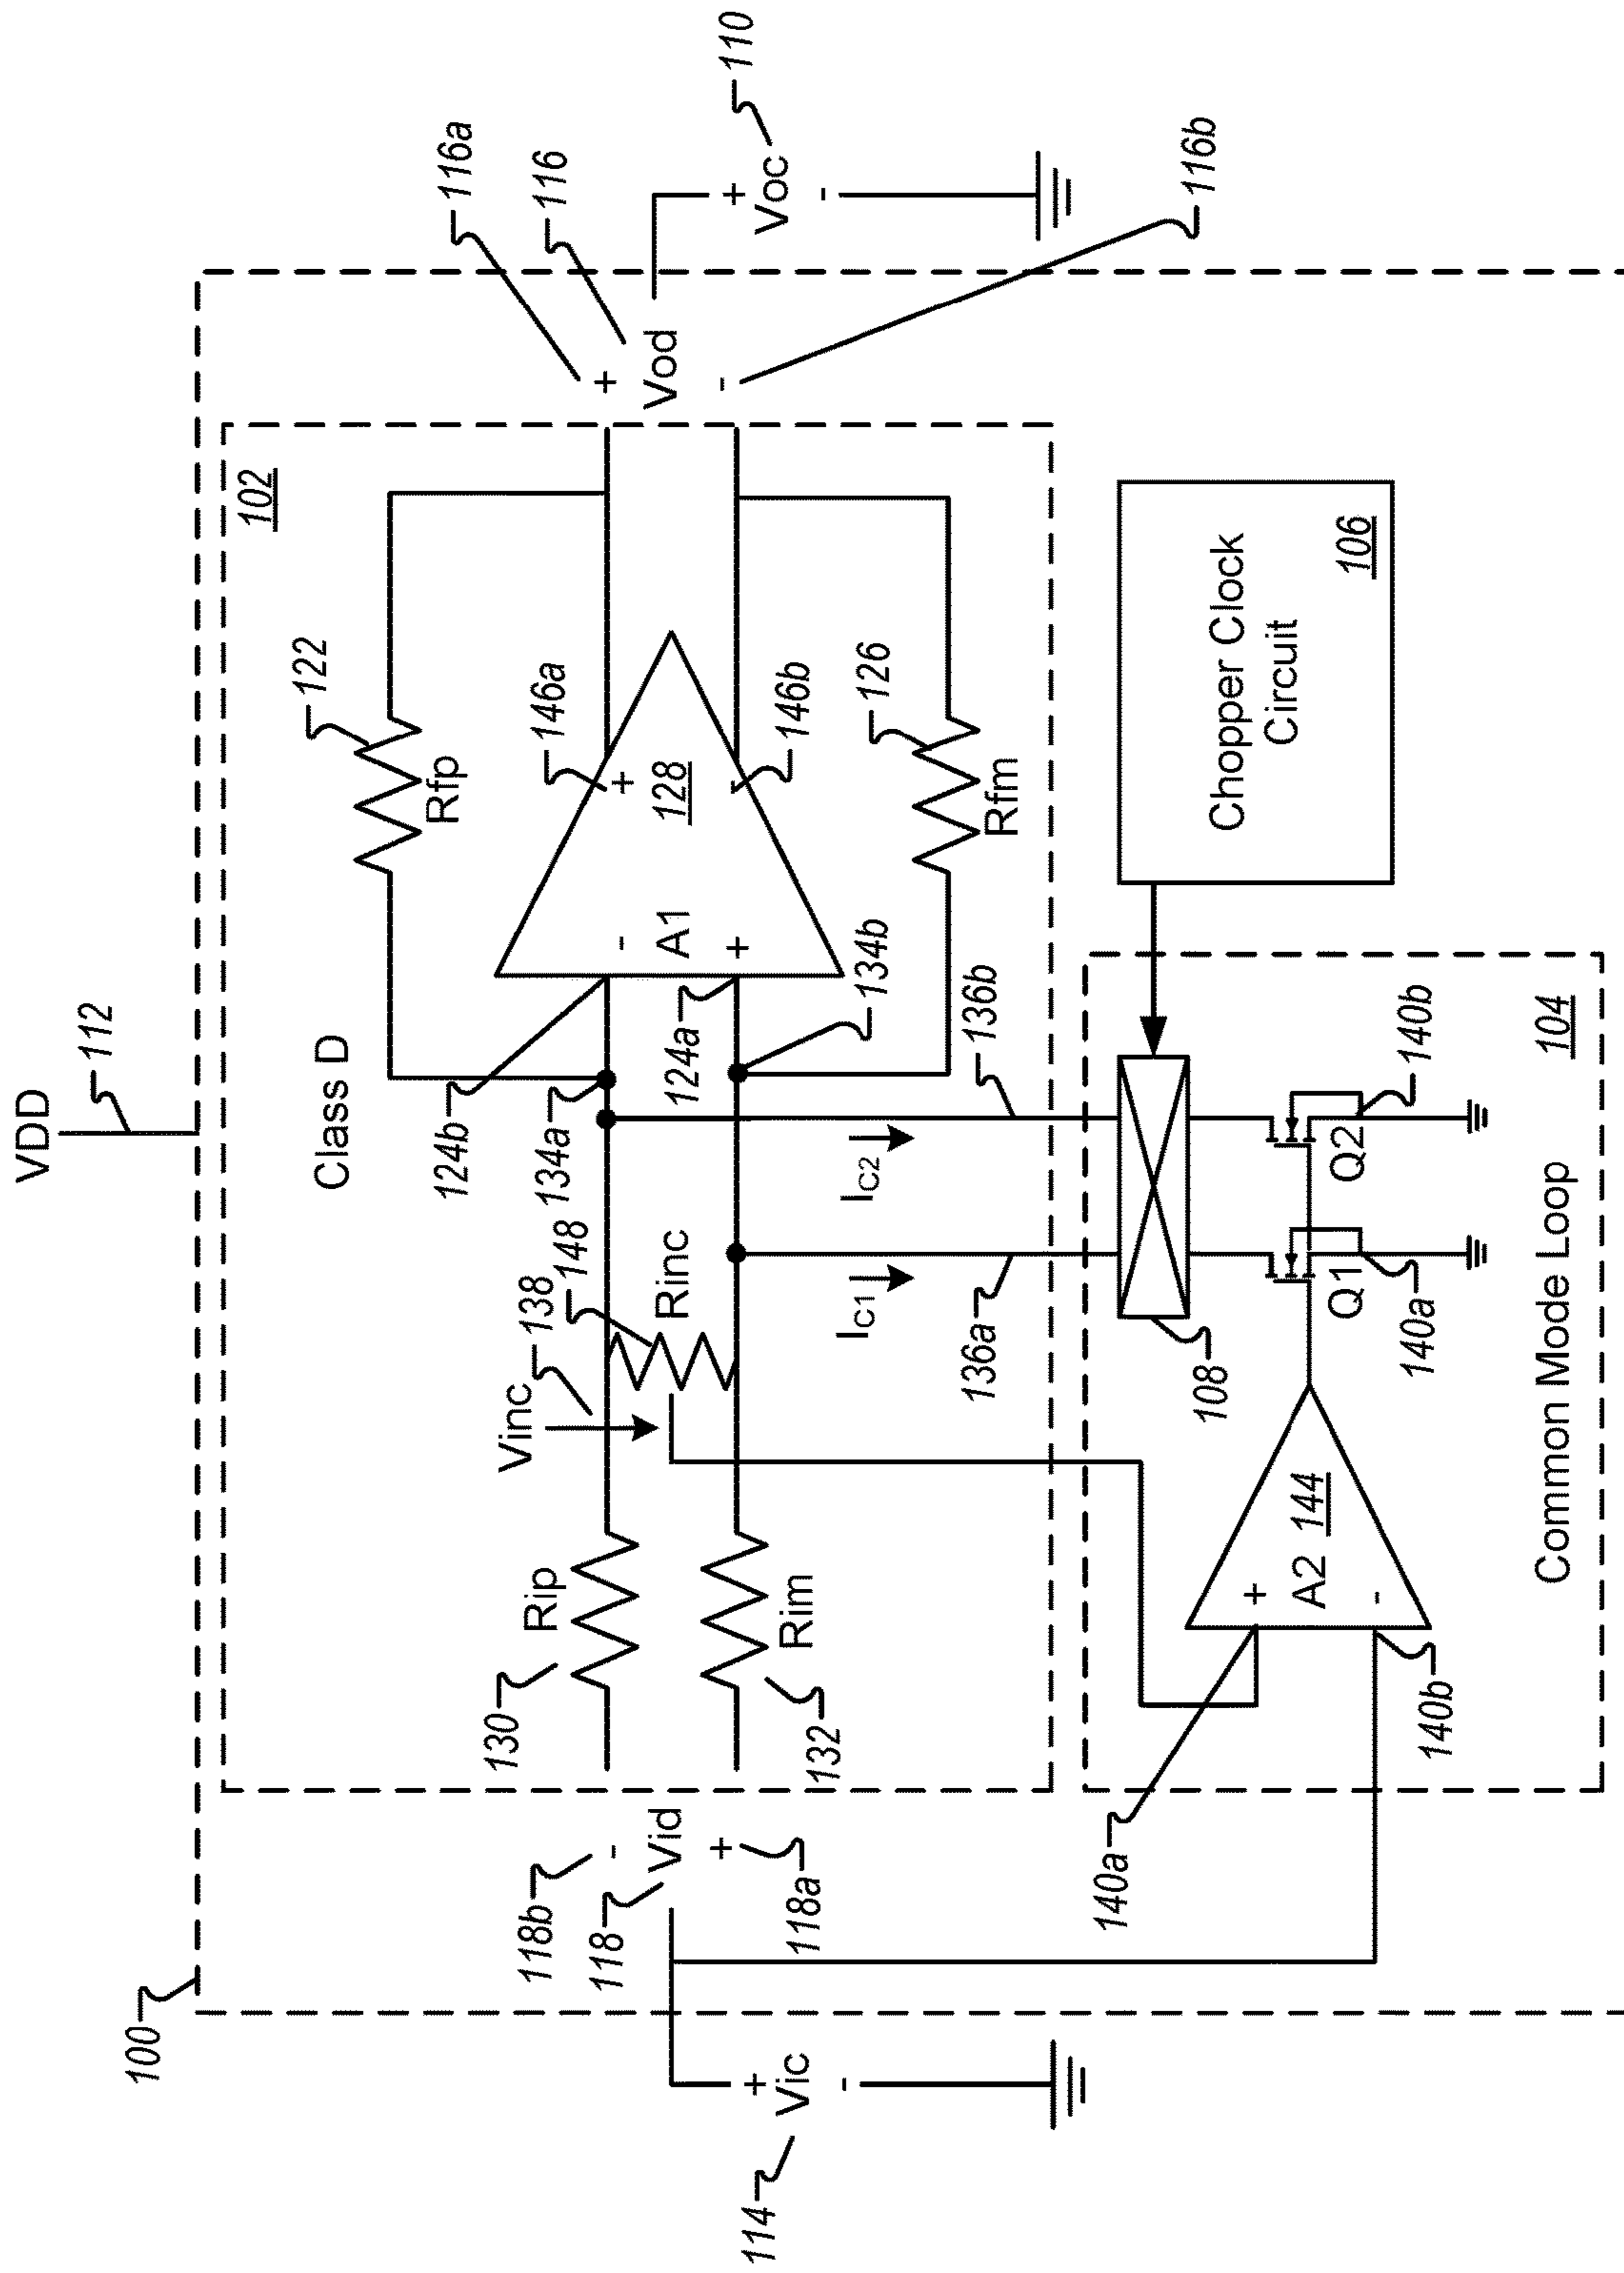 VDD
112
100
102
Class D
122
Rfp
116a
116
110
Voc
+
-
+
Vod
-
116b
124b
134a
148
138
Vinc
Rinc
146a
+
128
-
146b
-
A1
+
124a
134b
126
Rfm
130
Rip
Rim
132
118b
-
118
Vid
+
118a
114
+
Vic
-
IC1
IC2
136a
136b
108
Chopper Clock
Circuit
106
140a
+
A2
144
-
140b
Q1
140a
Q2
140b
104
Common Mode Loop